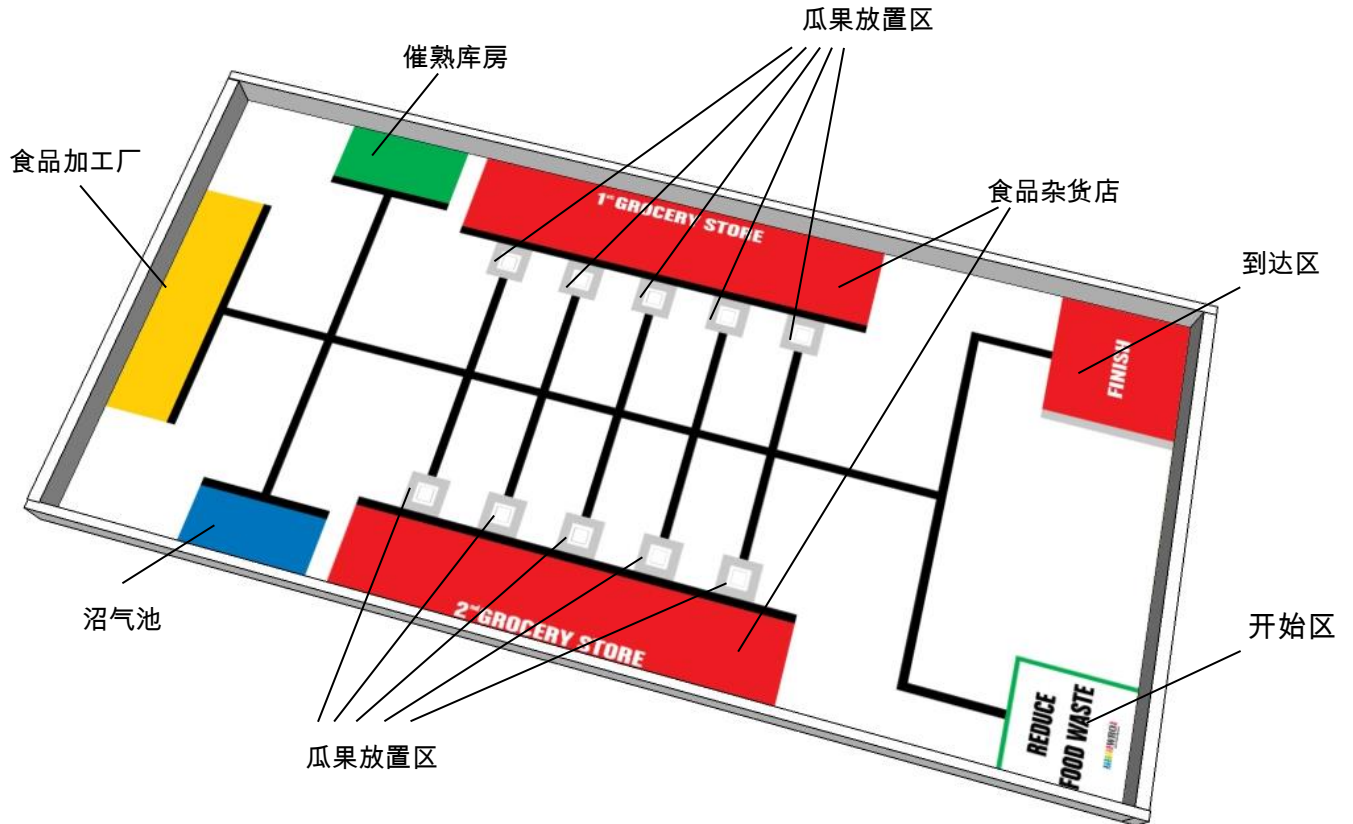 瓜果放置区
催熟库房
食品加工厂
食品杂货店
1st GROCERY STORE
到达区
FINISH
沼气池
2nd GROCERY STORE
开始区
REDUCE
FOOD WASTE
WRO
瓜果放置区